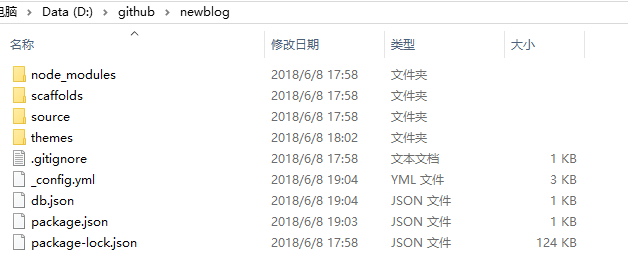 电脑 > Data (D:) > github > newblog
名称 修改日期 类型 大小
node_modules 2018/6/8 17:58 文件夹
scaffolds 2018/6/8 17:58 文件夹
source 2018/6/8 17:58 文件夹
themes 2018/6/8 18:02 文件夹
.gitignore 2018/6/8 17:58 文本文档 1 KB
_config.yml 2018/6/8 19:04 YML 文件 3 KB
db.json 2018/6/8 19:04 JSON 文件 1 KB
package.json 2018/6/8 19:03 JSON 文件 1 KB
package-lock.json 2018/6/8 17:58 JSON 文件 124 KB